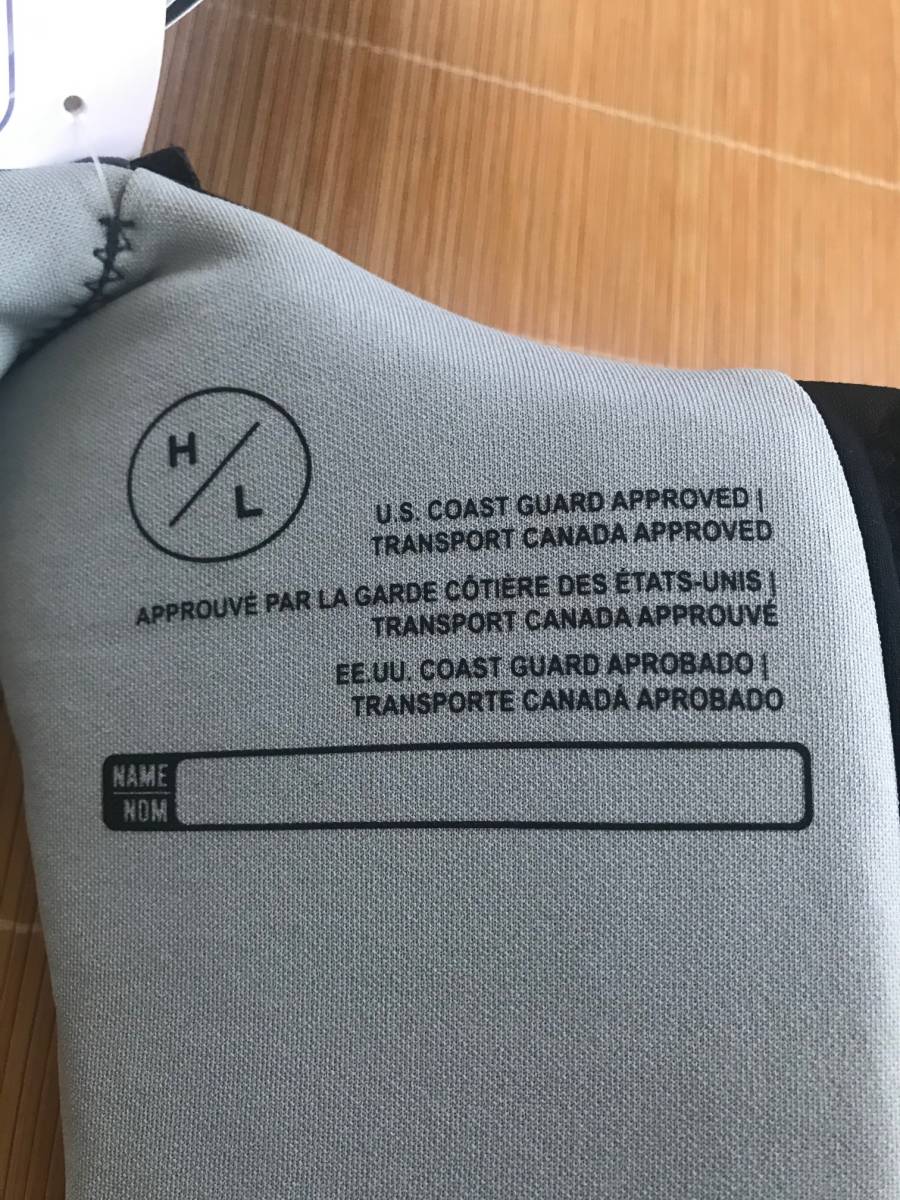 H/L
U.S. COAST GUARD APPROVED |
TRANSPORT CANADA APPROVED
APPROUVÉ PAR LA GARDE CÔTIÈRE DES ÉTATS-UNIS |
TRANSPORT CANADA APPROUVÉ
EE.UU. COAST GUARD APROBADO |
TRANSPORTE CANADÁ APROBADO
NAME
NOM